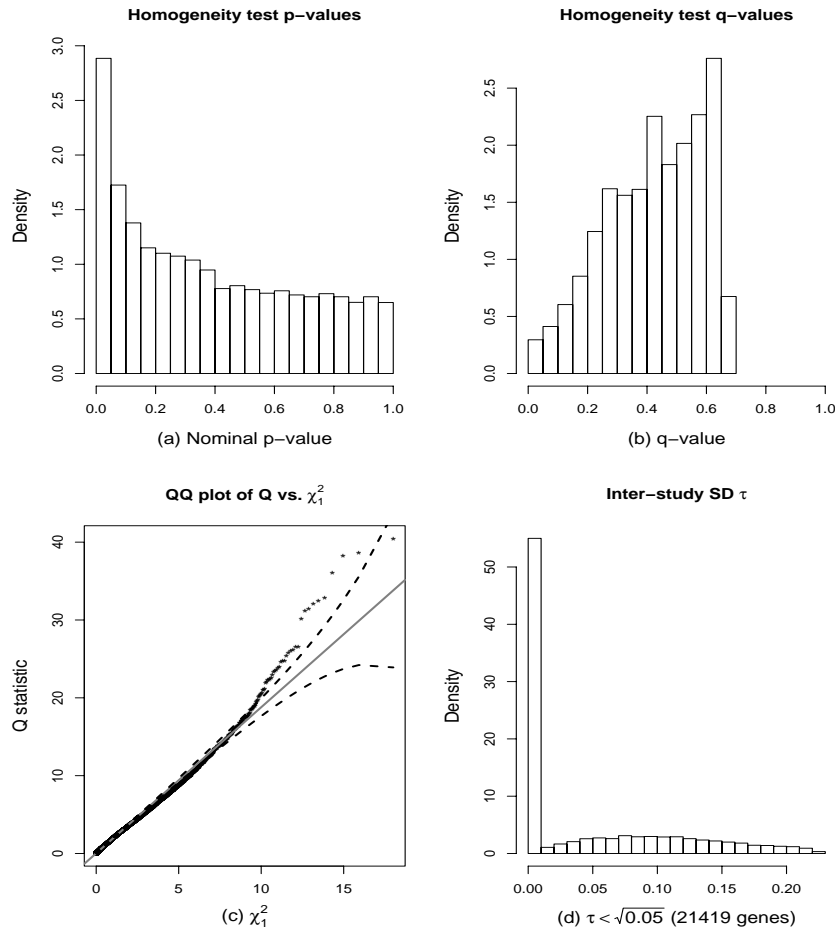 Homogeneity test p−values
Density
0.0 0.5 1.0 1.5 2.0 2.5 3.0
0.0 0.2 0.4 0.6 0.8 1.0
(a) Nominal p−value
Homogeneity test q−values
Density
0.0 0.5 1.0 1.5 2.0 2.5
0.0 0.2 0.4 0.6 0.8 1.0
(b) q−value
QQ plot of Q vs. χ₁²
Q statistic
0 10 20 30 40
0 5 10 15
(c) χ₁²
Inter−study SD τ
Density
0 10 20 30 40 50
0.00 0.05 0.10 0.15 0.20
(d) τ < √0.05 (21419 genes)